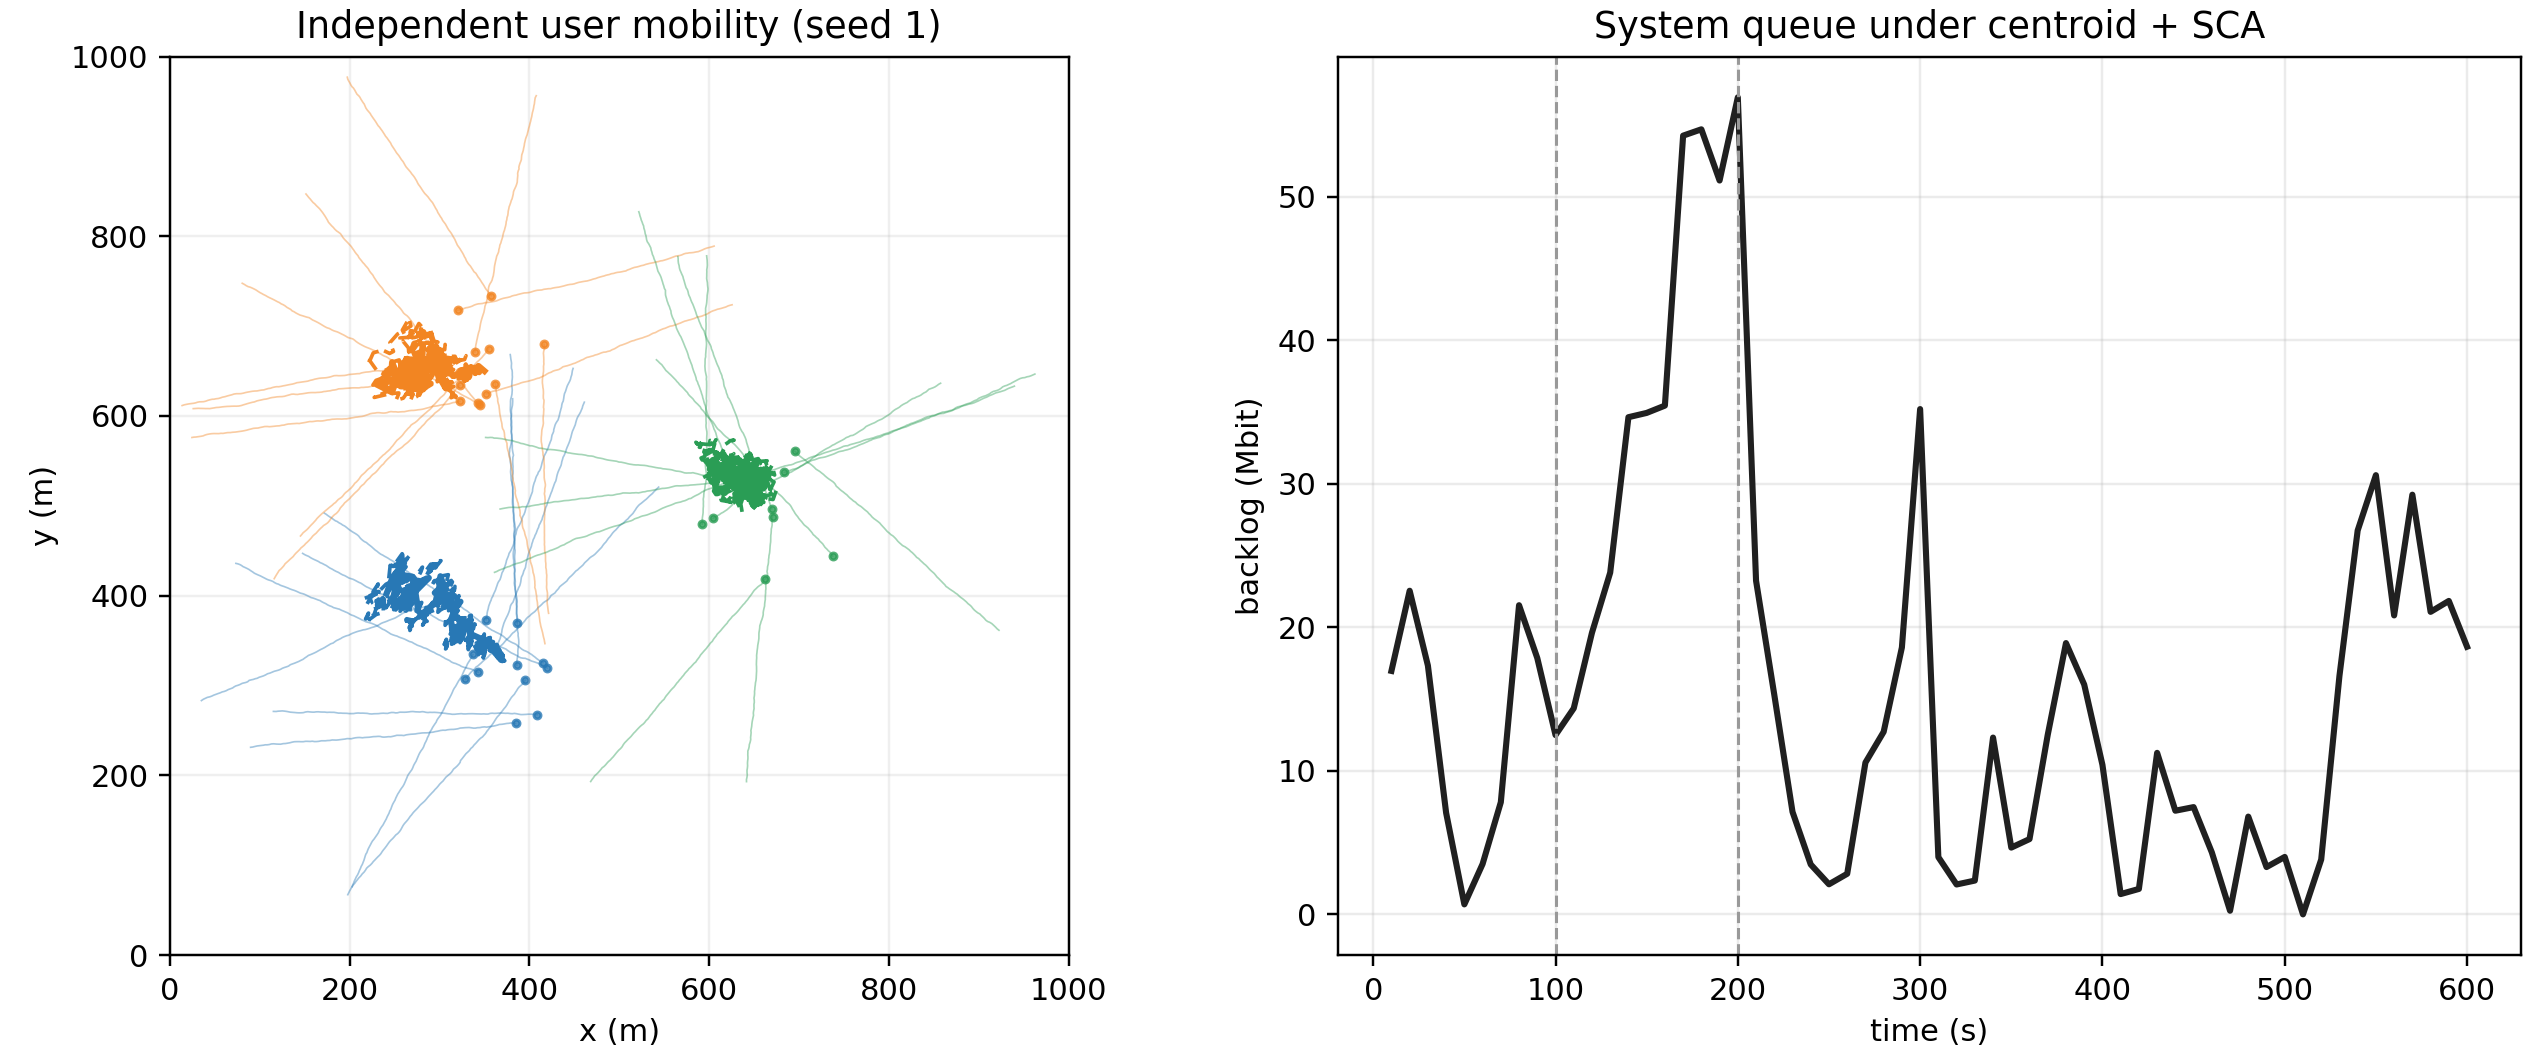 Independent user mobility (seed 1)
1000
800
600
400
200
0
y (m)
0 200 400 600 800 1000
x (m)
System queue under centroid + SCA
50
40
30
20
10
0
backlog (Mbit)
0 100 200 300 400 500 600
time (s)